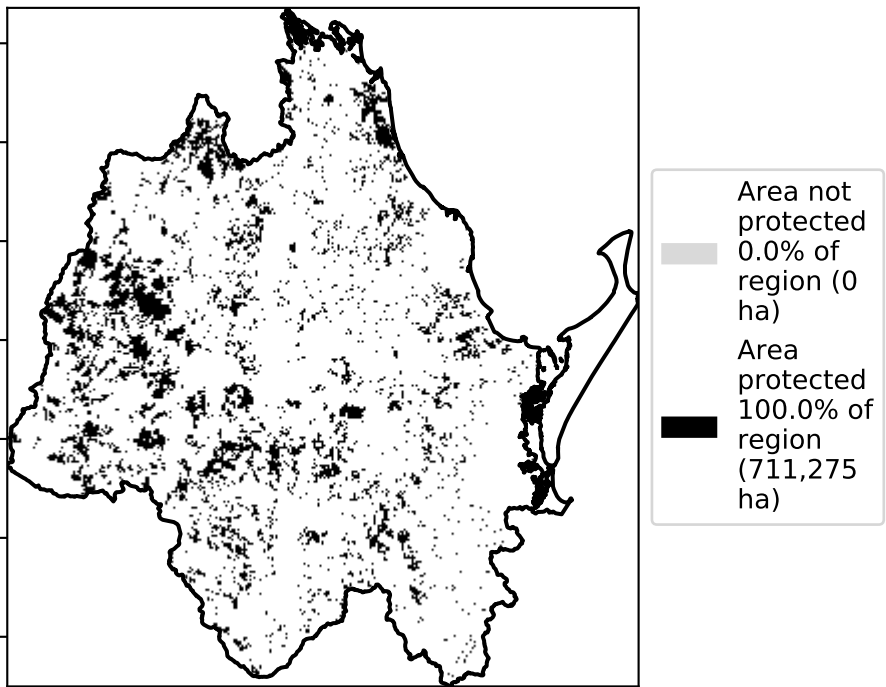 Area not
protected
0.0% of
region (0
ha)
Area
protected
100.0% of
region
(711,275
ha)